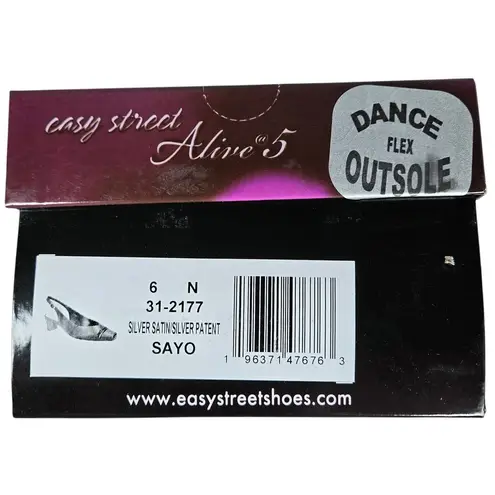 easy street
Alive@5
DANCE
FLEX
OUTSOLE
6 N
31-2177
SILVER SATIN/SILVER PATENT
SAYO
1 96371 47676 3
www.easystreetshoes.com